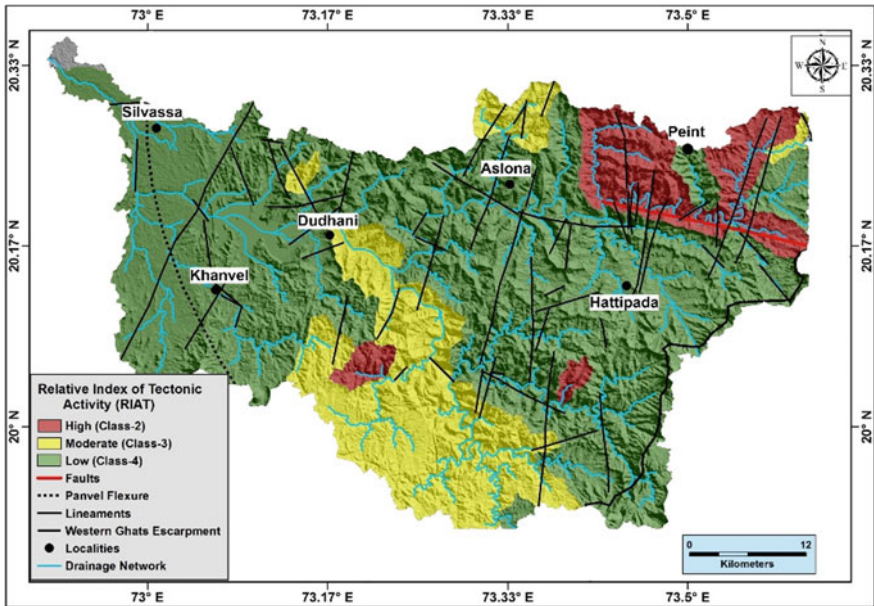 73° E 73.17° E 73.33° E 73.5° E
20.33° N 20.33° N
N
W E
S
Silvassa
Peint
Aslona
Dudhani
20.17° N 20.17° N
Khanvel
Hattipada
Relative Index of Tectonic
Activity (RIAT)
High (Class-2)
Moderate (Class-3)
Low (Class-4)
Faults
Panvel Flexure
Lineaments
Western Ghats Escarpment
Localities
Drainage Network
20° N 20° N
0 12
Kilometers
73° E 73.17° E 73.33° E 73.5° E